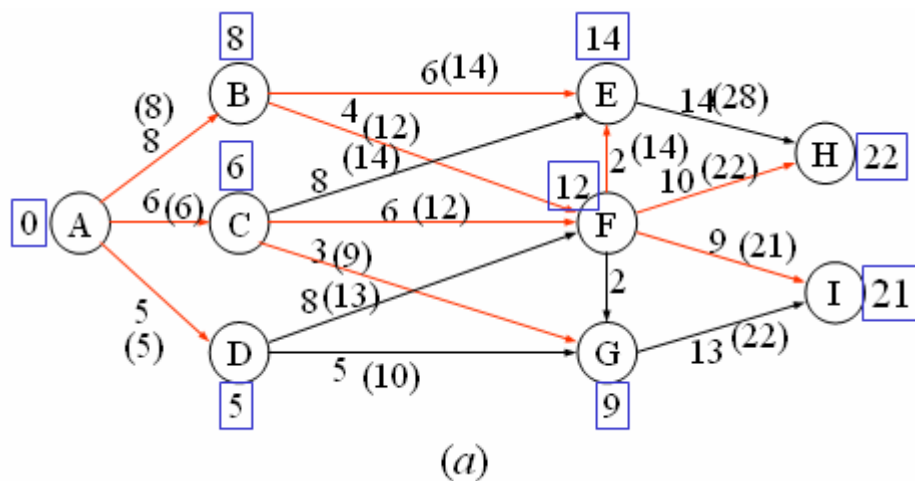 8
14
B
6 (14)
E
14 (28)
(8)
8
4
(12)
6
8
(14)
2 (14)
H
22
12
10 (22)
0
A
6 (6)
C
6 (12)
F
9 (21)
3 (9)
8 (13)
2
I
21
5
(5)
D
5 (10)
G
13 (22)
5
9
(a)